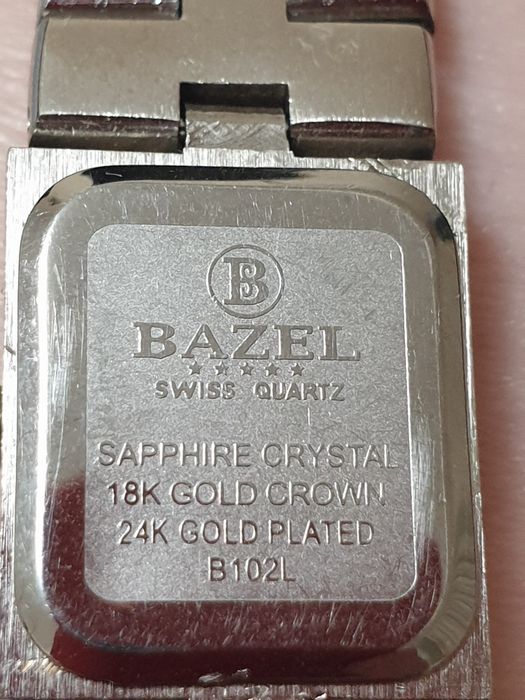 B
BAZEL
★★★★★
SWISS QUARTZ
SAPPHIRE CRYSTAL
18K GOLD CROWN
24K GOLD PLATED
B102L